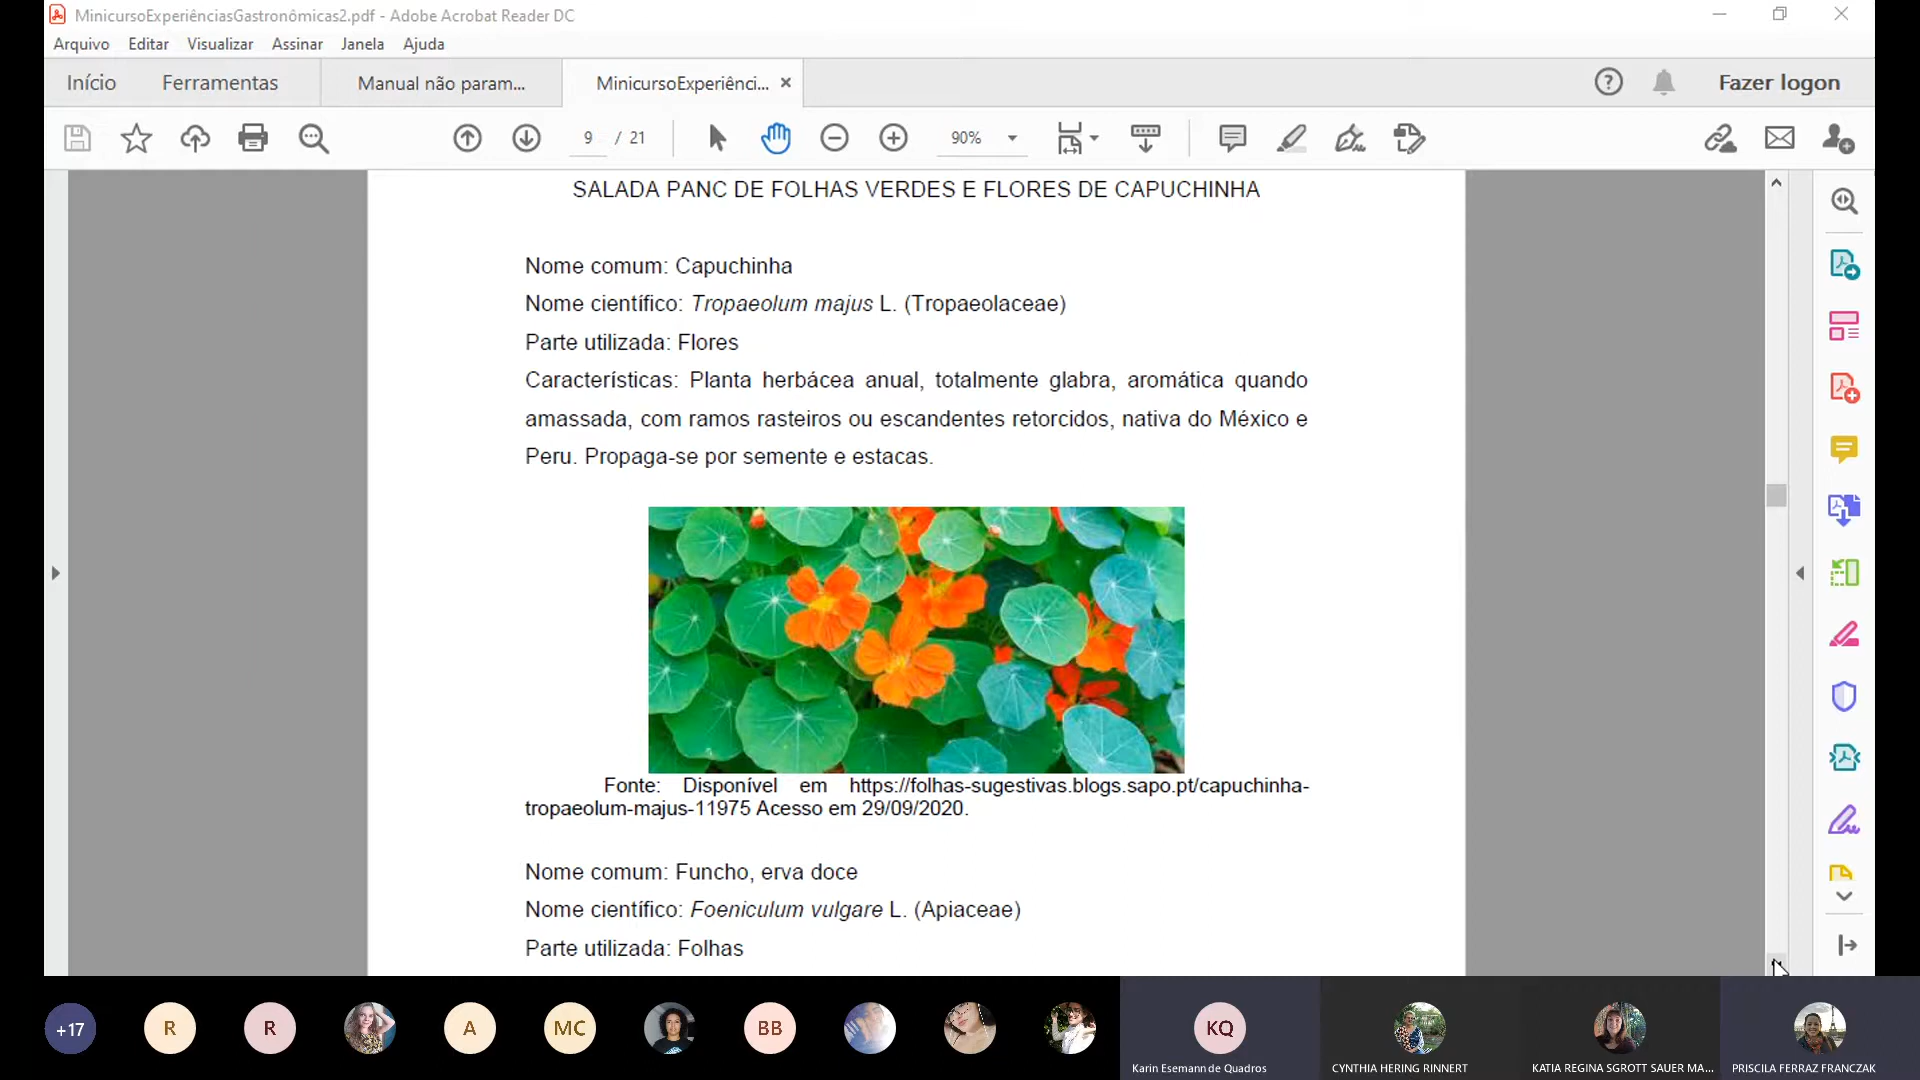 MinicursoExperiênciasGastronômicas2.pdf - Adobe Acrobat Reader DC
Arquivo Editar Visualizar Assinar Janela Ajuda
Início Ferramentas Manual não param... MinicursoExperiênci... Fazer logon
9 / 21 90%
SALADA PANC DE FOLHAS VERDES E FLORES DE CAPUCHINHA
Nome comum: Capuchinha
Nome científico: Tropaeolum majus L. (Tropaeolaceae)
Parte utilizada: Flores
Características: Planta herbácea anual, totalmente glabra, aromática quando
amassada, com ramos rasteiros ou escandentes retorcidos, nativa do México e
Peru. Propaga-se por semente e estacas.
Fonte: Disponível em https://folhas-sugestivas.blogs.sapo.pt/capuchinha-
tropaeolum-majus-11975 Acesso em 29/09/2020.
Nome comum: Funcho, erva doce
Nome científico: Foeniculum vulgare L. (Apiaceae)
Parte utilizada: Folhas
+17 R R A MC BB KQ
Karin Esemann de Quadros CYNTHIA HERING RINNERT KATIA REGINA SGROTT SAUER MA... PRISCILA FERRAZ FRANCZAK